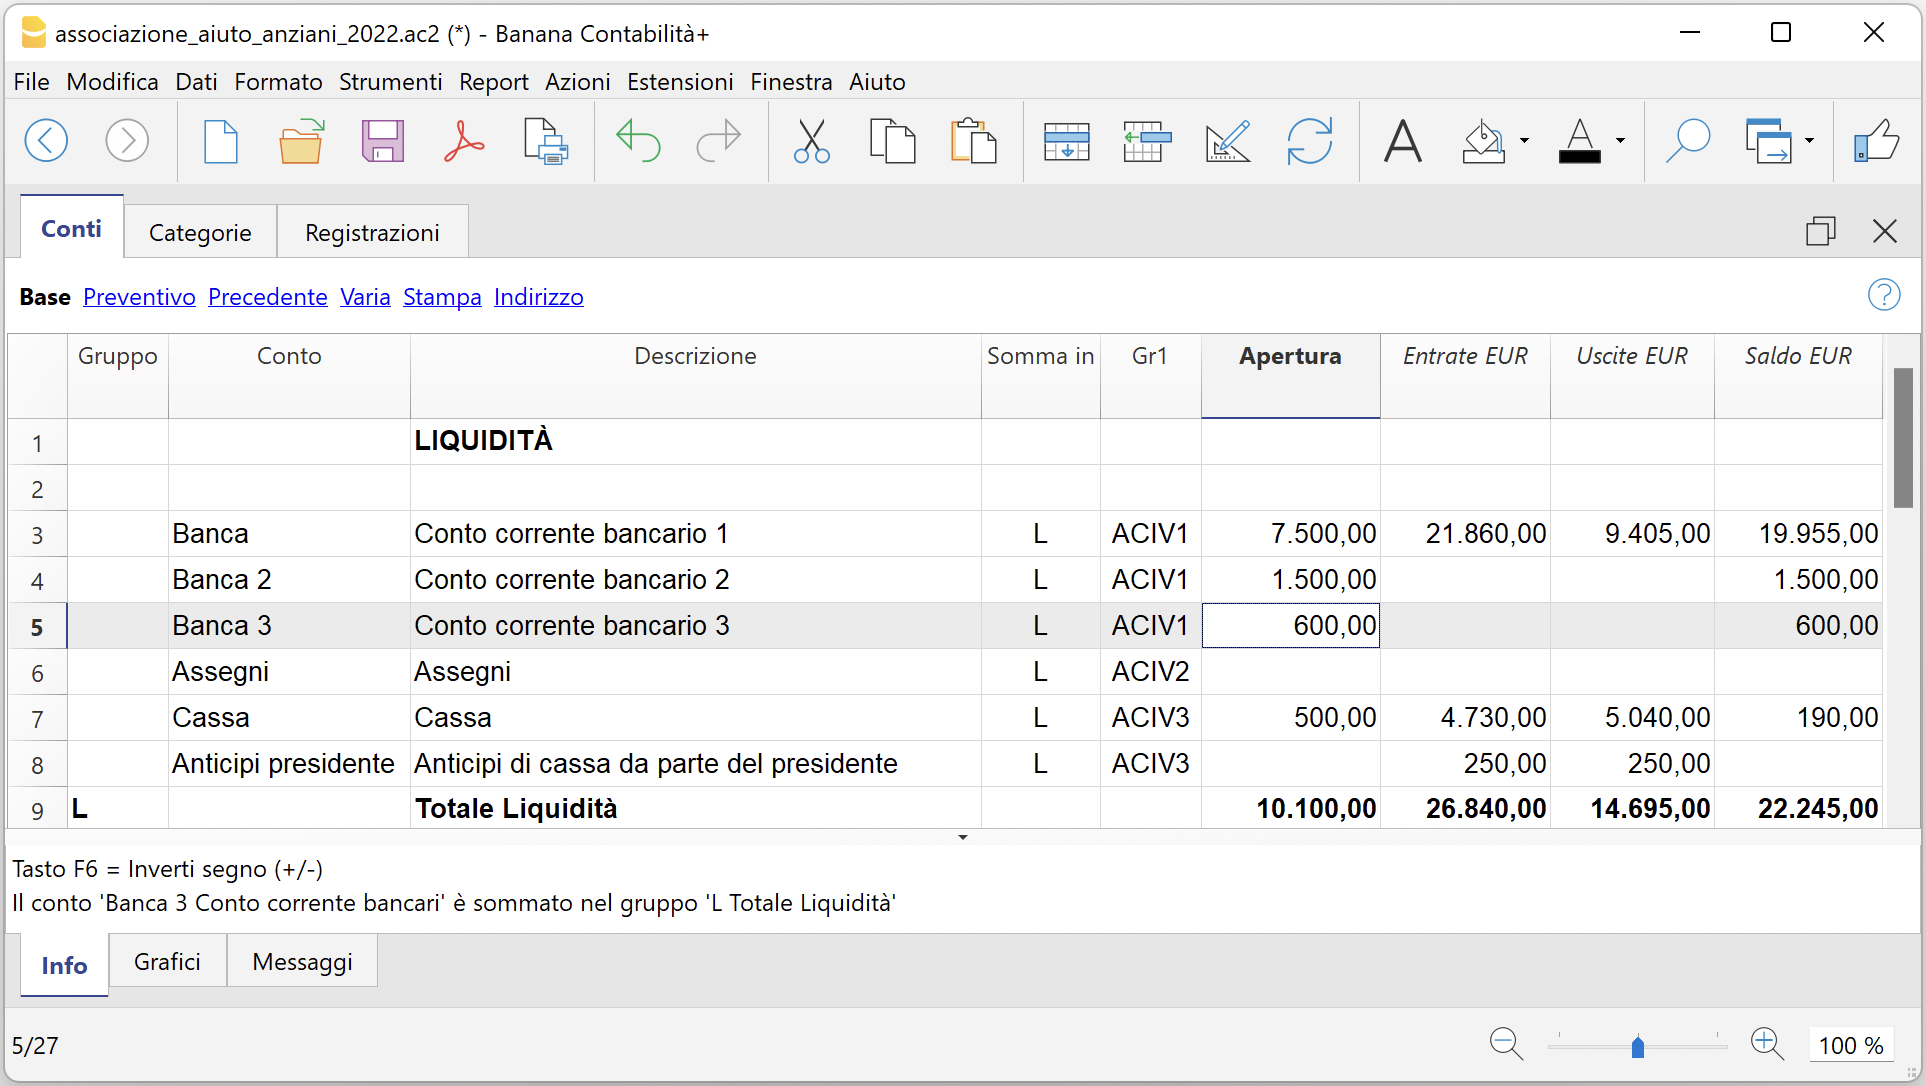 associazione_aiuto_anziani_2022.ac2 (*) - Banana Contabilità+
File Modifica Dati Formato Strumenti Report Azioni Estensioni Finestra Aiuto
Conti Categorie Registrazioni
Base Preventivo Precedente Varia Stampa Indirizzo ?
Gruppo Conto Descrizione Somma in Gr1 Apertura Entrate EUR Uscite EUR Saldo EUR
1 LIQUIDITÀ
2
3 Banca Conto corrente bancario 1 L ACIV1 7.500,00 21.860,00 9.405,00 19.955,00
4 Banca 2 Conto corrente bancario 2 L ACIV1 1.500,00 1.500,00
5 Banca 3 Conto corrente bancario 3 L ACIV1 600,00 600,00
6 Assegni Assegni L ACIV2
7 Cassa Cassa L ACIV3 500,00 4.730,00 5.040,00 190,00
8 Anticipi presidente Anticipi di cassa da parte del presidente L ACIV3 250,00 250,00
9 L Totale Liquidità 10.100,00 26.840,00 14.695,00 22.245,00
Tasto F6 = Inverti segno (+/-)
Il conto 'Banca 3 Conto corrente bancari' è sommato nel gruppo 'L Totale Liquidità'
Info Grafici Messaggi
5/27 100 %